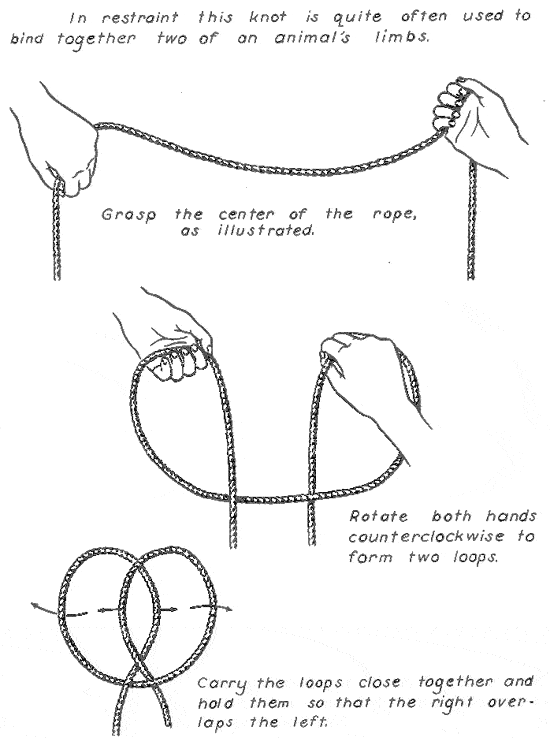 In restraint this knot is quite often used to
bind together two of an animal's limbs.
Grasp the center of the rope,
as illustrated.
Rotate both hands
counterclockwise to
form two loops.
Carry the loops close together and
hold them so that the right over-
laps the left.